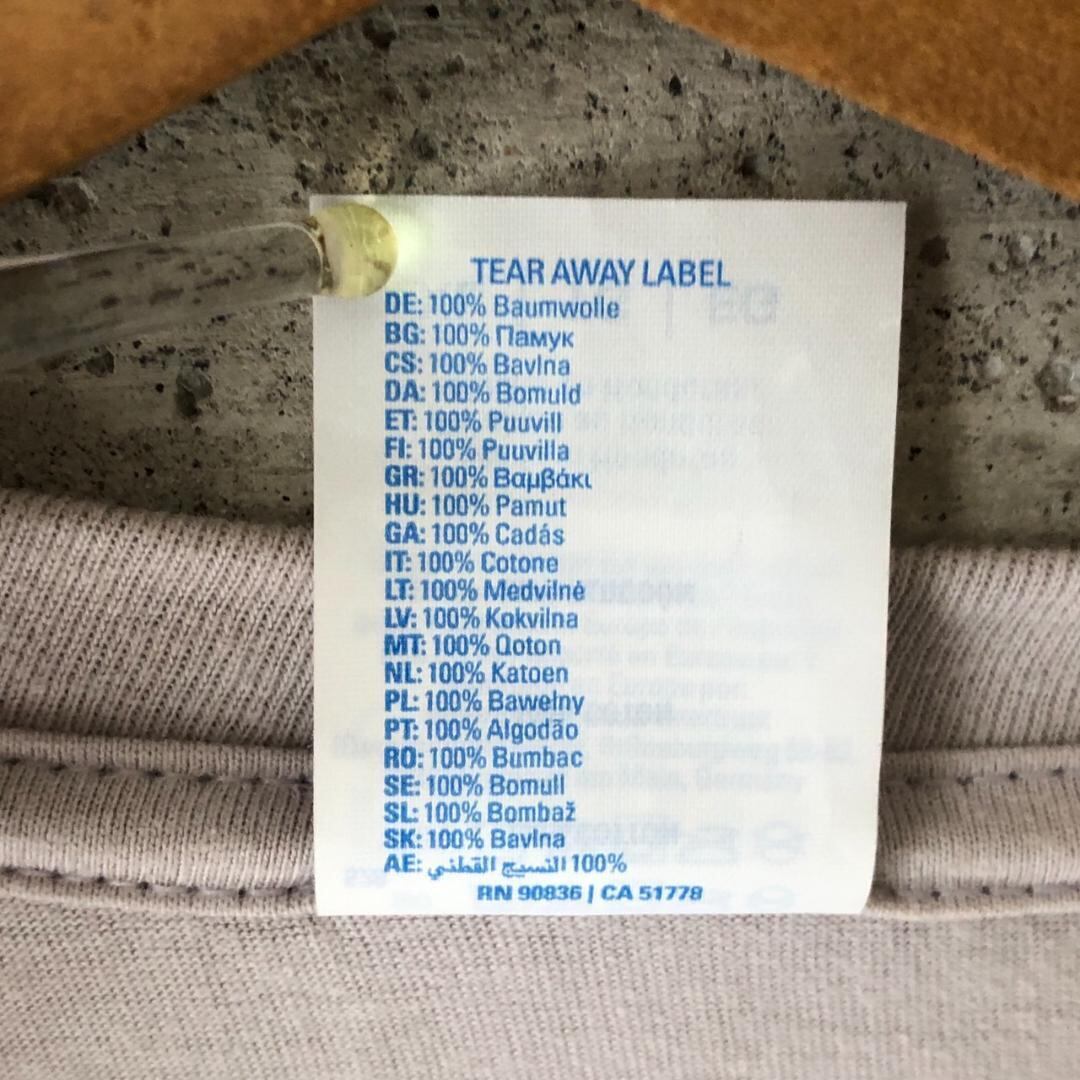 TEAR AWAY LABEL
DE: 100% Baumwolle
BG: 100% Памук
CS: 100% Bavlna
DA: 100% Bomuld
ET: 100% Puuvill
FI: 100% Puuvilla
GR: 100% Βαμβάκι
HU: 100% Pamut
GA: 100% Cadás
IT: 100% Cotone
LT: 100% Medvilnė
LV: 100% Kokvilna
MT: 100% Qoton
NL: 100% Katoen
PL: 100% Bawełny
PT: 100% Algodão
RO: 100% Bumbac
SE: 100% Bomull
SL: 100% Bombaž
SK: 100% Bavlna
AE: النسيج القطني 100%
RN 90836 | CA 51778